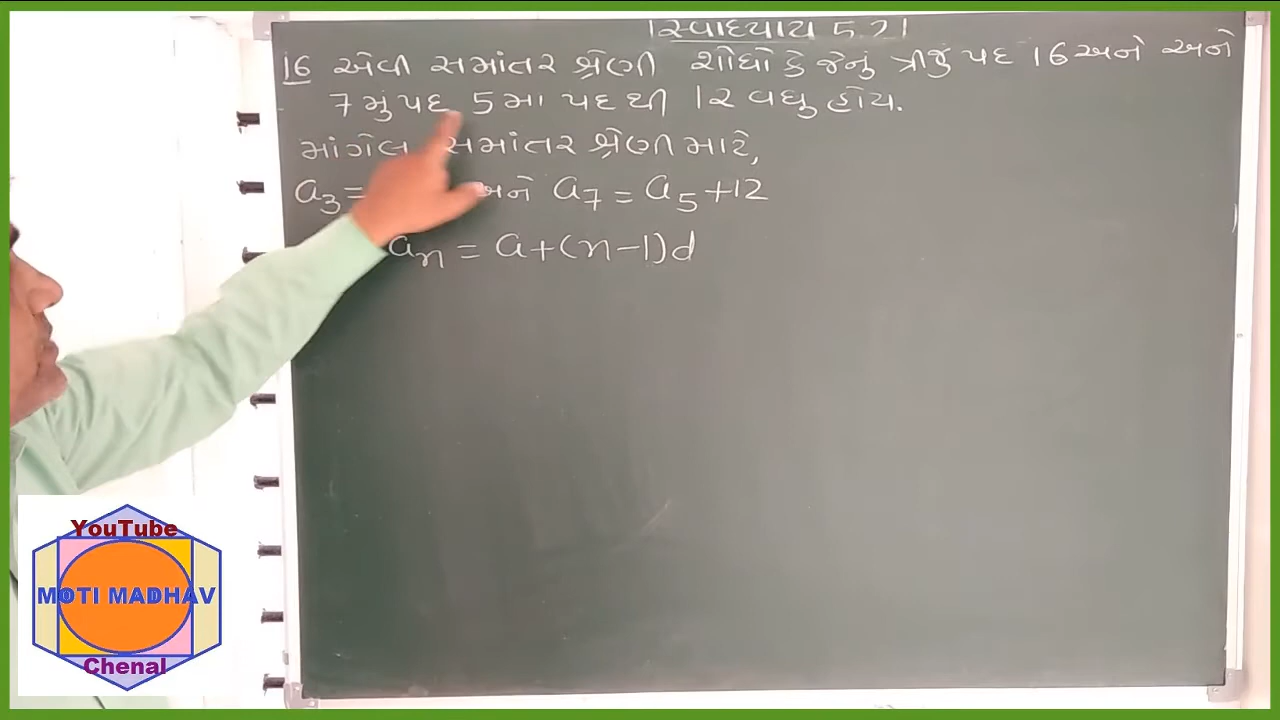 સ્વાધ્યાય 5.2
16 એવી સમાંતર શ્રેણી શોધો કે જેનું ત્રીજું પદ 16 અને અને
7 મું પદ 5 મા પદ થી 12 વધુ હોય.
માંગેલ સમાંતર શ્રેણી માટે,
a₃ = અને a₇ = a₅ + 12
aₙ = a + (n − 1) d
YouTube
MOTI MADHAV
Chenal